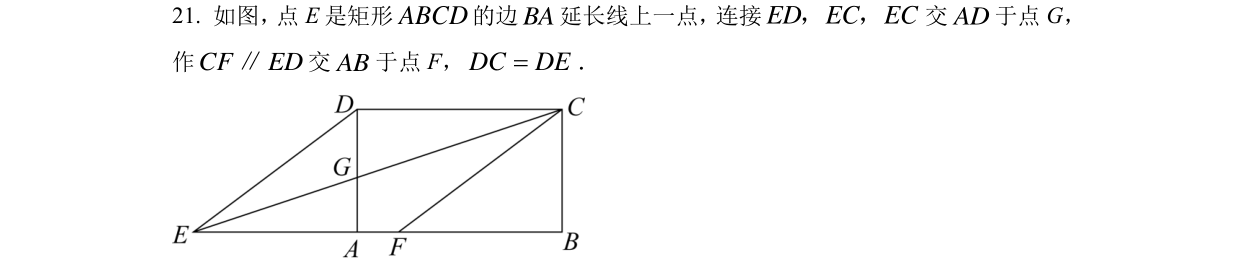 21. 如图，点 E 是矩形 ABCD 的边 BA 延长线上一点，连接 ED，EC，EC 交 AD 于点 G，
作 CF ∥ ED 交 AB 于点 F，DC = DE．
D
C
G
E
A
F
B